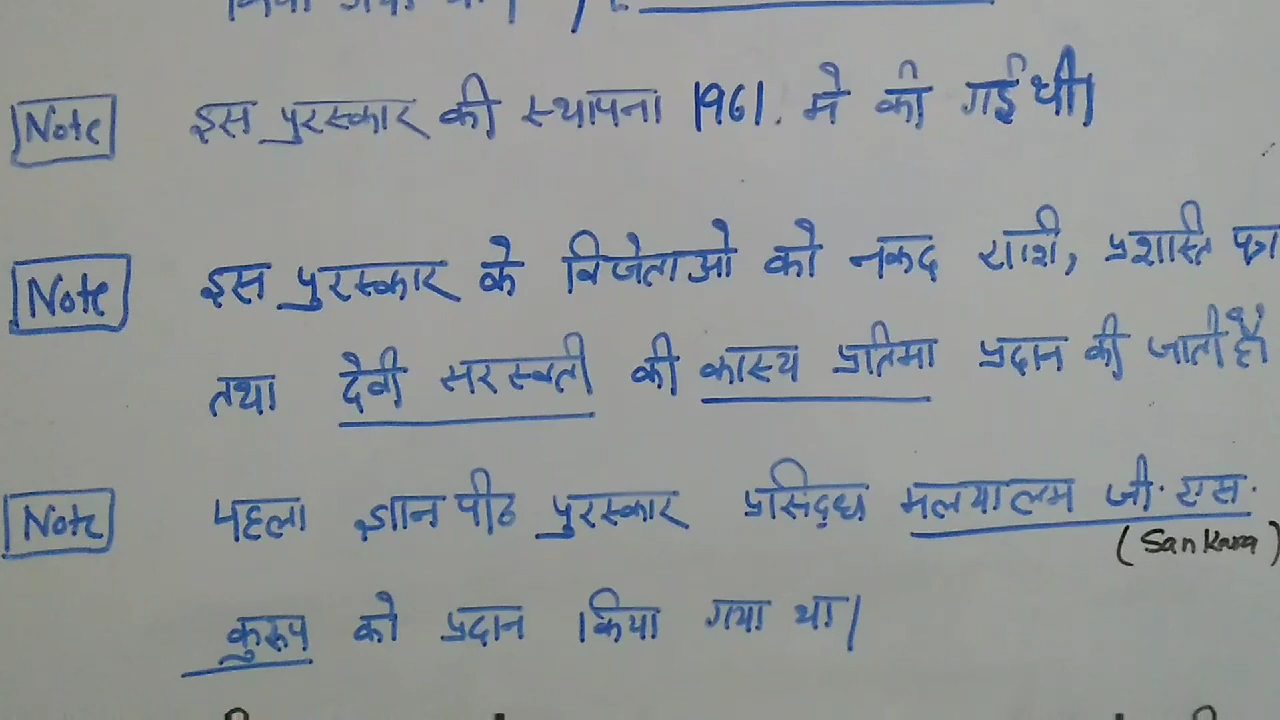 Note इस पुरस्कार की स्थापना 1961. मे की गई थी।
Note इस पुरस्कार के विजेताओ को नकद राशि, प्रशास्ति पत्र
तथा देवी सरस्वती की कास्य प्रतिमा प्रदान की जाती है
Note पहला ज्ञानपीठ पुरस्कार प्रसिद्ध मलयालम जी. एस.
(Sankara)
कुरूप को प्रदान किया गया था।